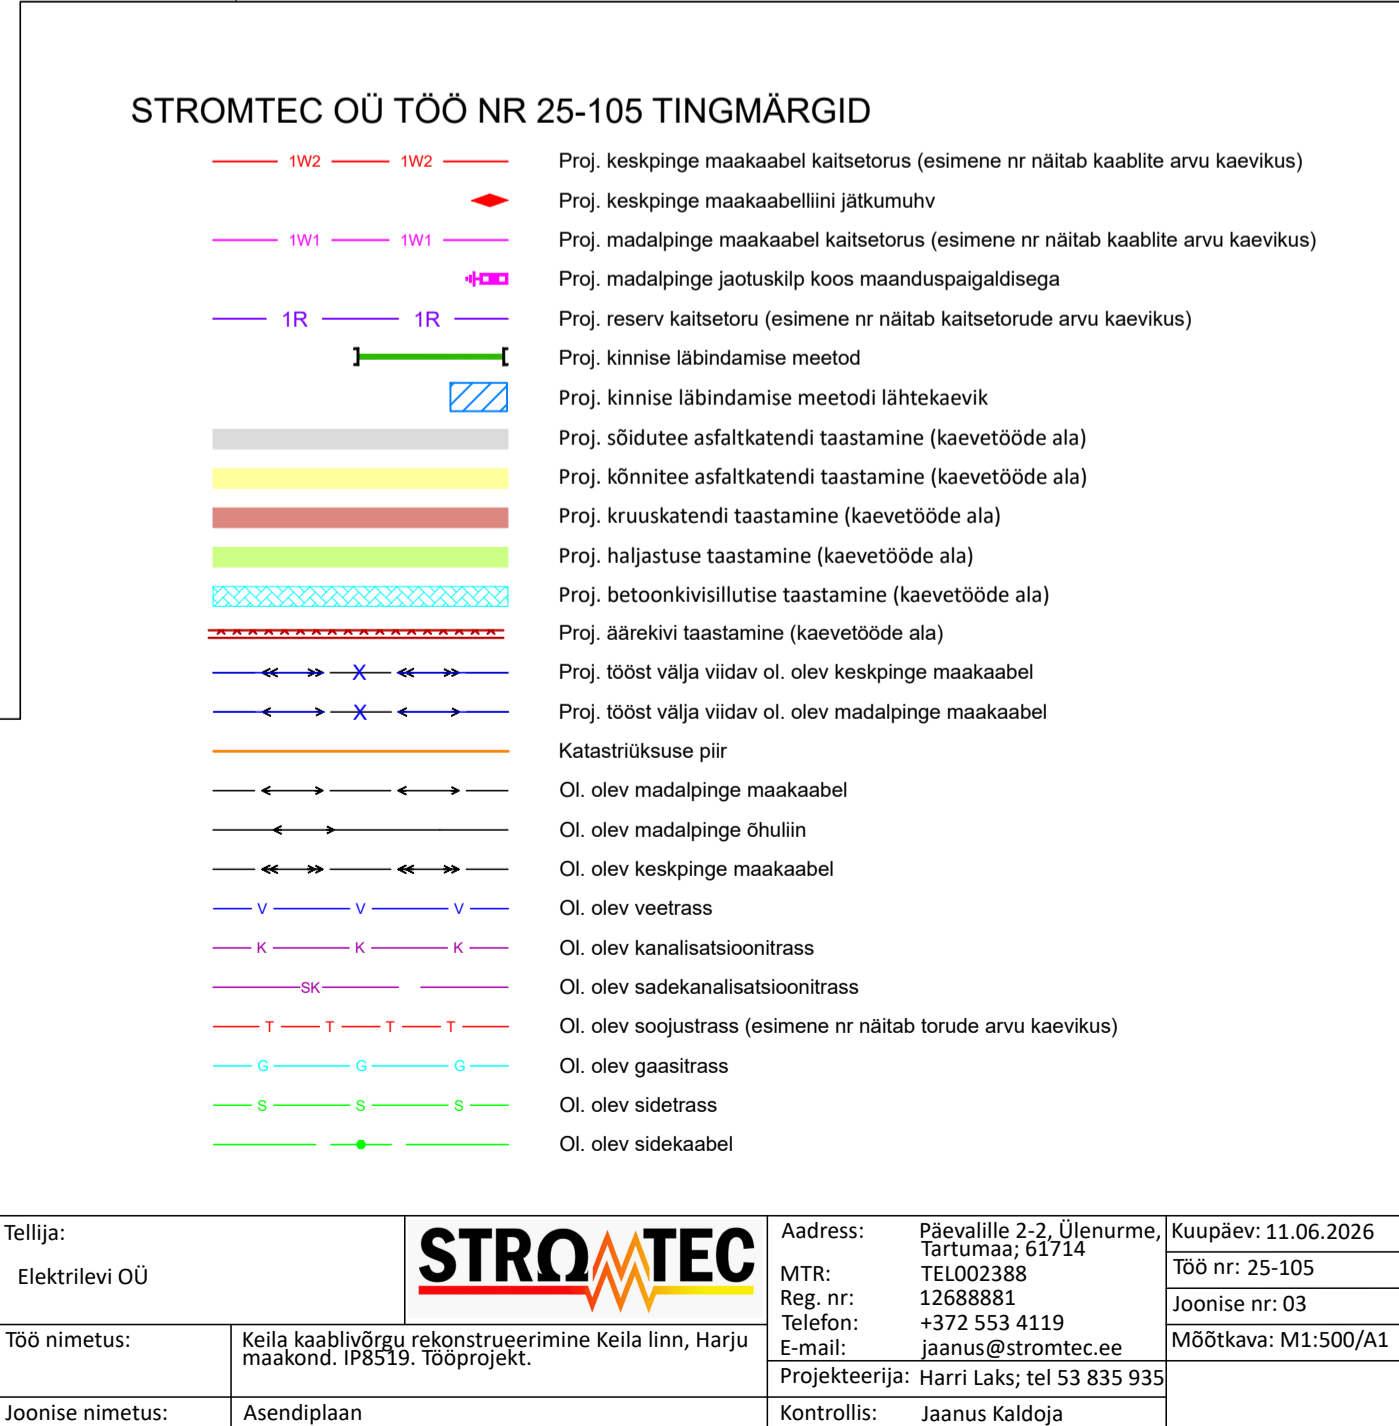 STROMTEC OÜ TÖÖ NR 25-105 TINGMÄRGID
1W2 1W2 Proj. keskpinge maakaabel kaitsetorus (esimene nr näitab kaablite arvu kaevikus)
Proj. keskpinge maakaabelliini jätkumuhv
1W1 1W1 Proj. madalpinge maakaabel kaitsetorus (esimene nr näitab kaablite arvu kaevikus)
Proj. madalpinge jaotuskilp koos maanduspaigaldisega
1R 1R Proj. reserv kaitsetoru (esimene nr näitab kaitsetorude arvu kaevikus)
Proj. kinnise läbindamise meetod
Proj. kinnise läbindamise meetodi lähtekaevik
Proj. sõidutee asfaltkatendi taastamine (kaevetööde ala)
Proj. kõnnitee asfaltkatendi taastamine (kaevetööde ala)
Proj. kruuskatendi taastamine (kaevetööde ala)
Proj. haljastuse taastamine (kaevetööde ala)
Proj. betoonkivisillutise taastamine (kaevetööde ala)
Proj. äärekivi taastamine (kaevetööde ala)
X Proj. tööst välja viidav ol. olev keskpinge maakaabel
X Proj. tööst välja viidav ol. olev madalpinge maakaabel
Katastriüksuse piir
Ol. olev madalpinge maakaabel
Ol. olev madalpinge õhuliin
Ol. olev keskpinge maakaabel
V V V Ol. olev veetrass
K K K Ol. olev kanalisatsioonitrass
SK Ol. olev sadekanalisatsioonitrass
T T T T Ol. olev soojustrass (esimene nr näitab torude arvu kaevikus)
G G G Ol. olev gaasitrass
S S S Ol. olev sidetrass
Ol. olev sidekaabel
Tellija:
Elektrilevi OÜ
STROMTEC
Aadress: Päevalille 2-2, Ülenurme,
Tartumaa; 61714
MTR: TEL002388
Reg. nr: 12688881
Telefon: +372 553 4119
E-mail: jaanus@stromtec.ee
Kuupäev: 11.06.2026
Töö nr: 25-105
Joonise nr: 03
Mõõtkava: M1:500/A1
Töö nimetus: Keila kaablivõrgu rekonstrueerimine Keila linn, Harju
maakond. IP8519. Tööprojekt.
Projekteerija: Harri Laks; tel 53 835 935
Joonise nimetus: Asendiplaan
Kontrollis: Jaanus Kaldoja